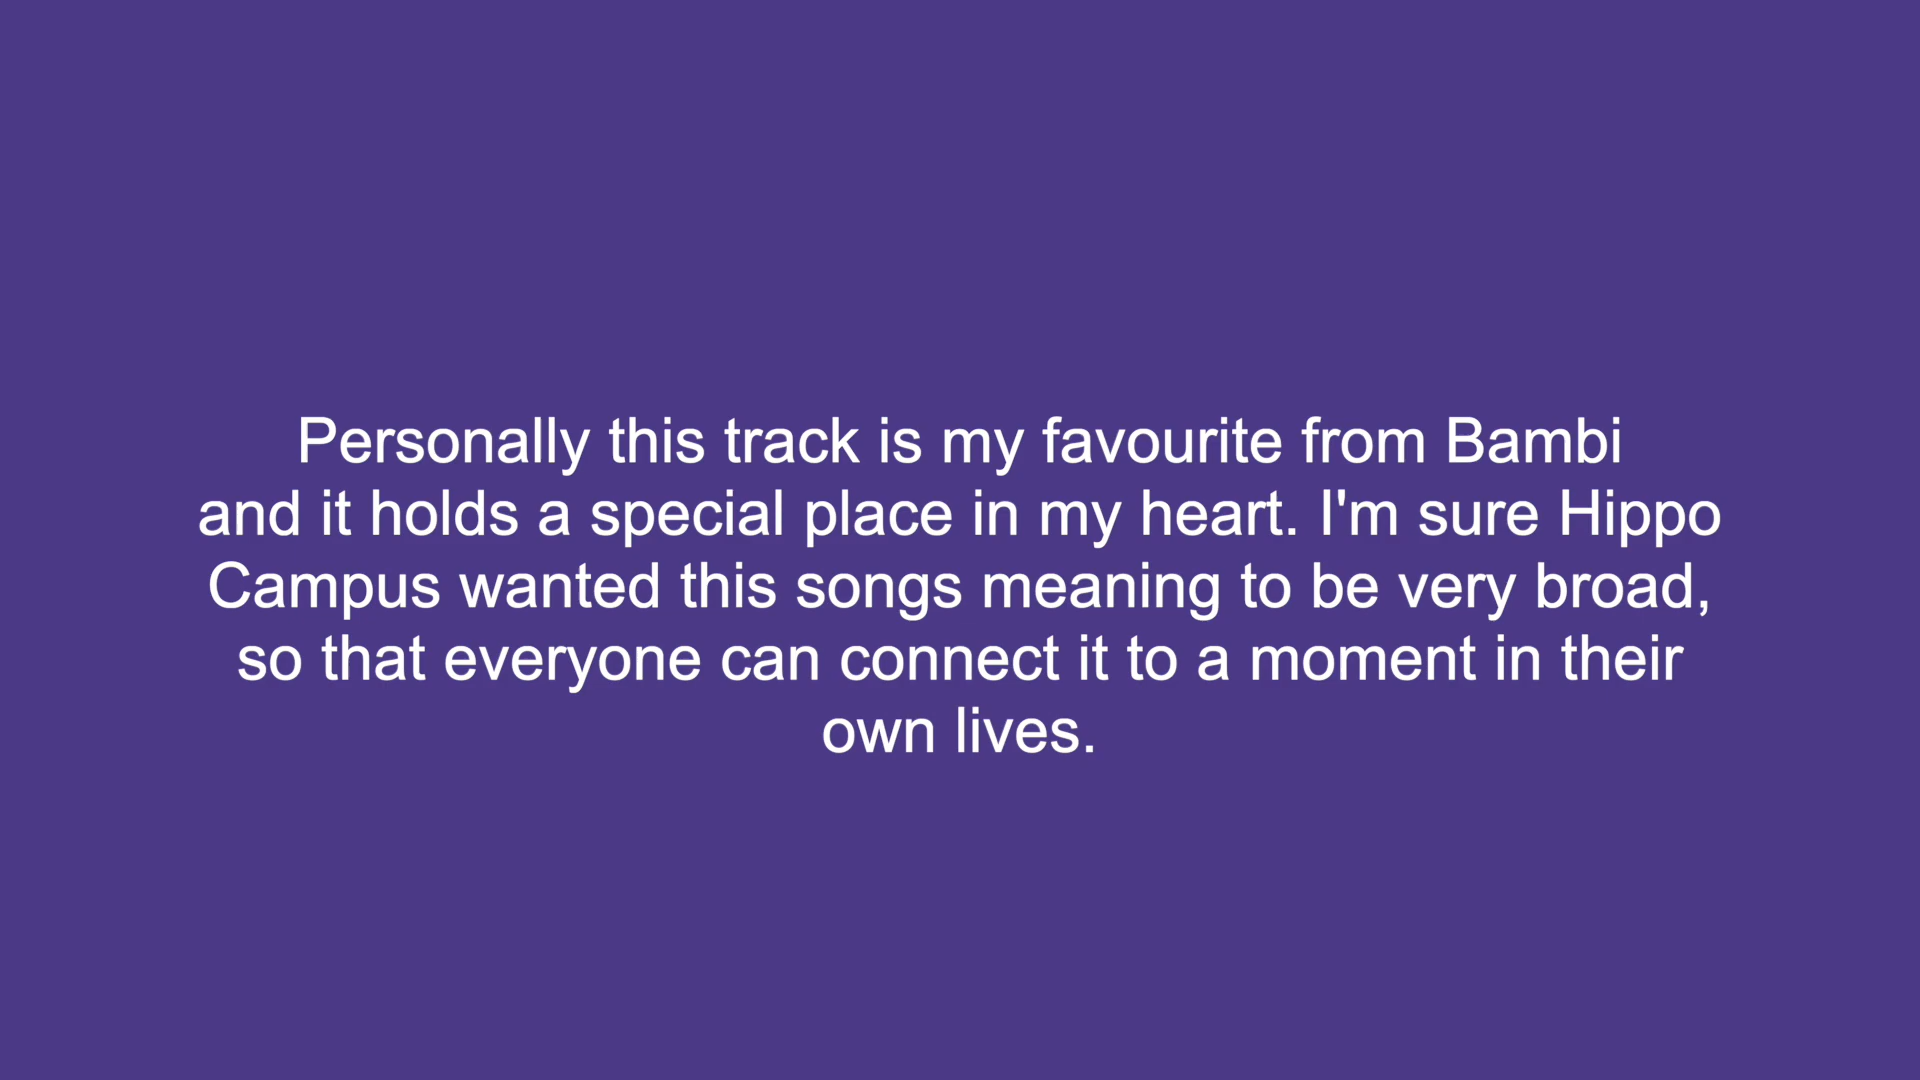 Personally this track is my favourite from Bambi
and it holds a special place in my heart. I'm sure Hippo
Campus wanted this songs meaning to be very broad,
so that everyone can connect it to a moment in their
own lives.